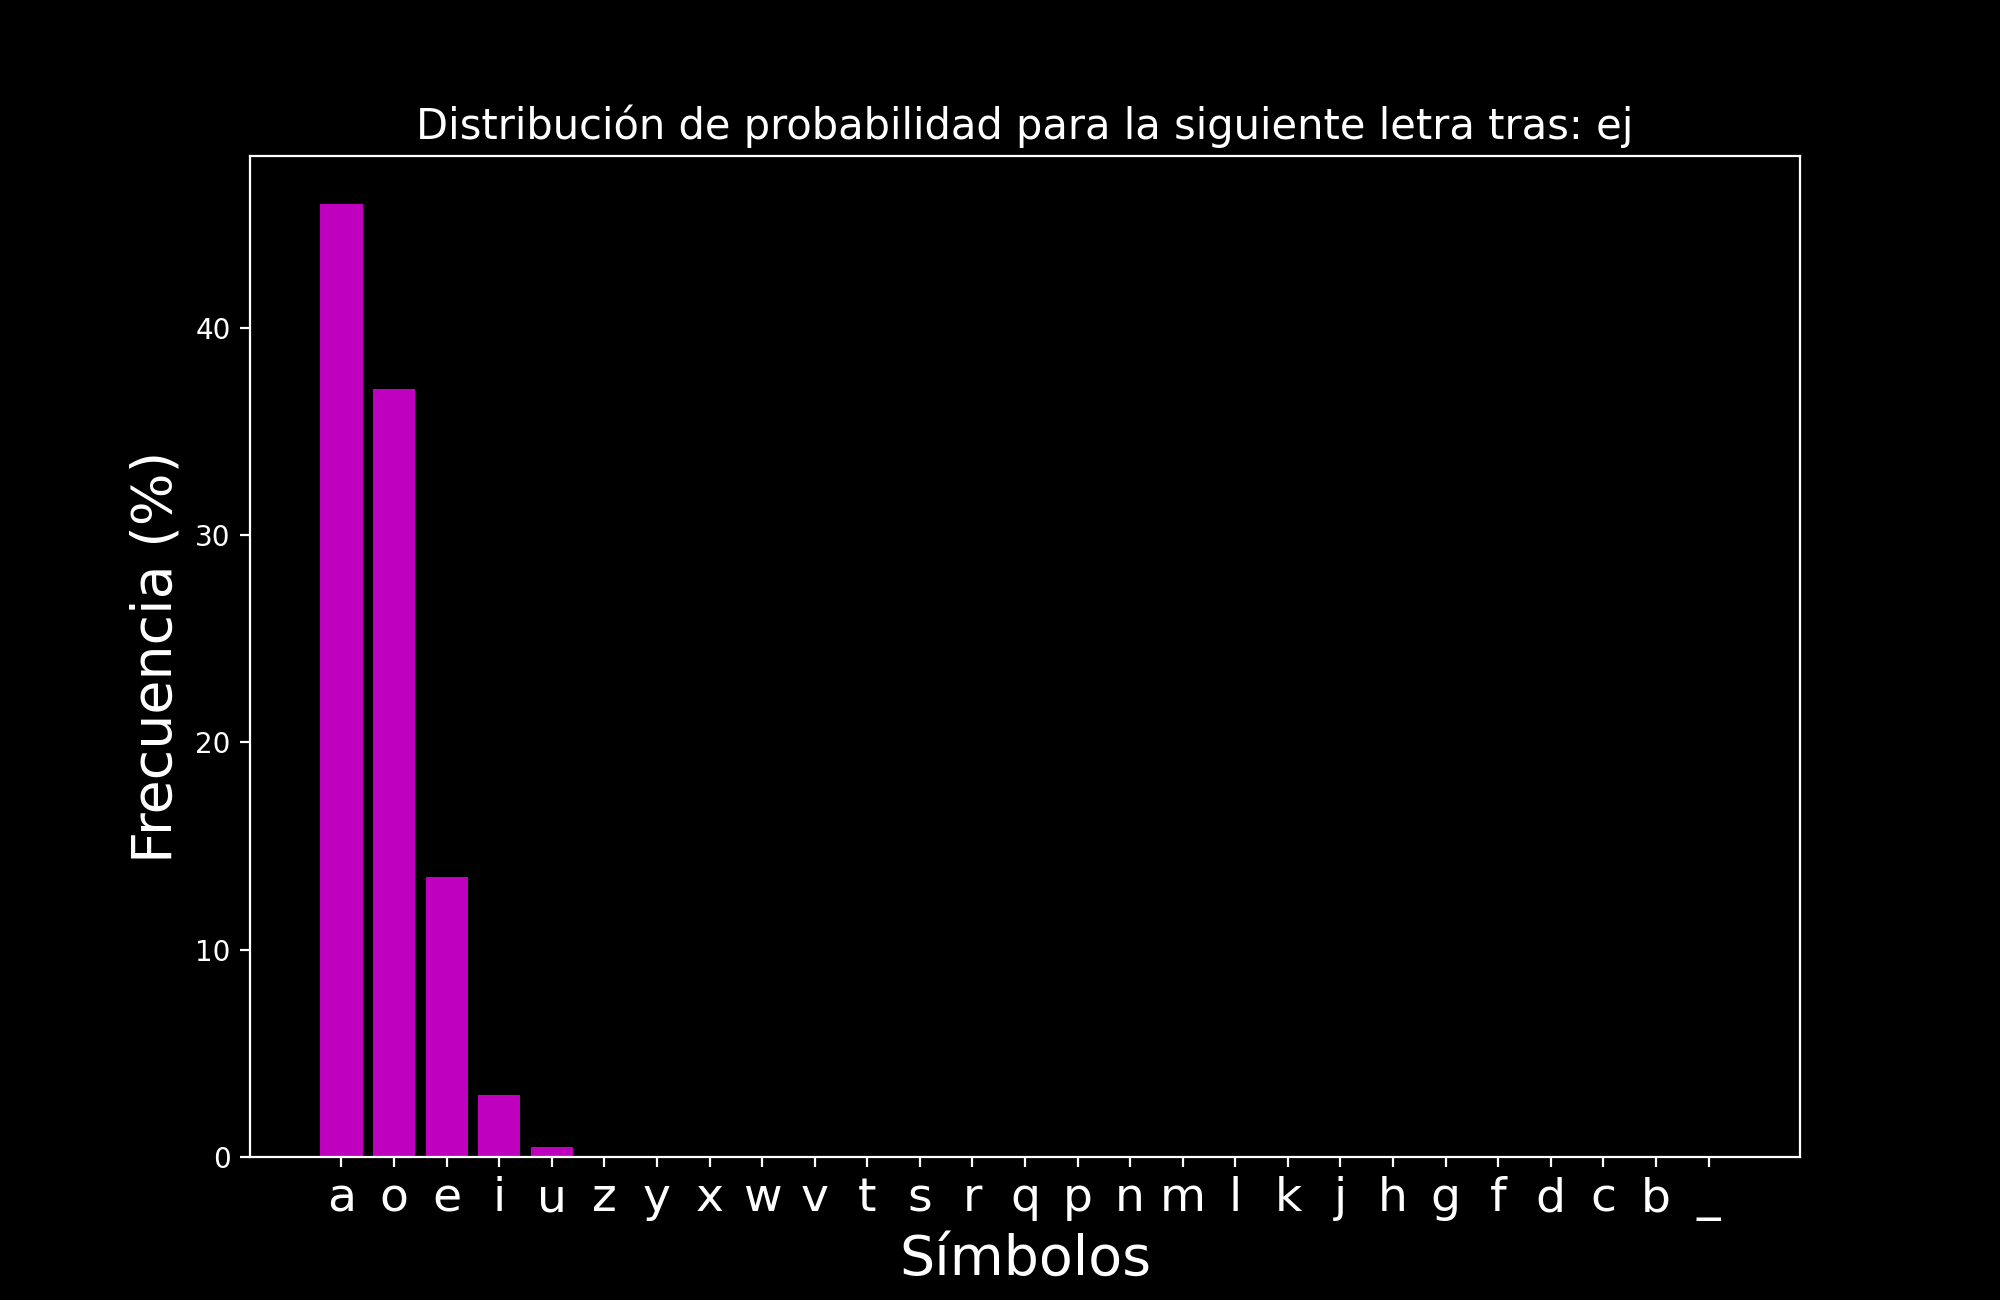 Distribución de probabilidad para la siguiente letra tras: ej
Frecuencia (%)
40
30
20
10
0
a o e i u z y x w v t s r q p n m l k j h g f d c b _
Símbolos